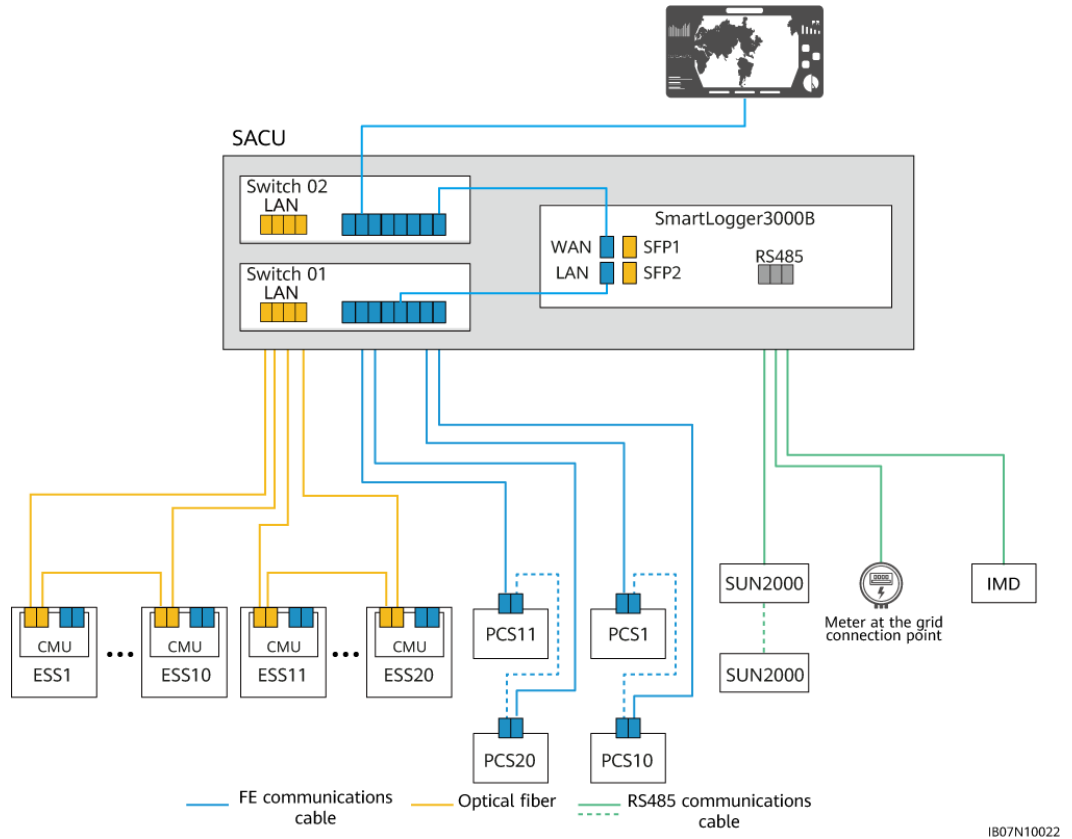 SACU
Switch 02
LAN
SmartLogger3000B
WAN
SFP1
RS485
LAN
SFP2
Switch 01
LAN
CMU
ESS1
CMU
ESS10
CMU
ESS11
CMU
ESS20
PCS11
PCS1
PCS20
PCS10
SUN2000
SUN2000
Meter at the grid
connection point
IMD
FE communications
cable
Optical fiber
RS485 communications
cable
IB07N10022